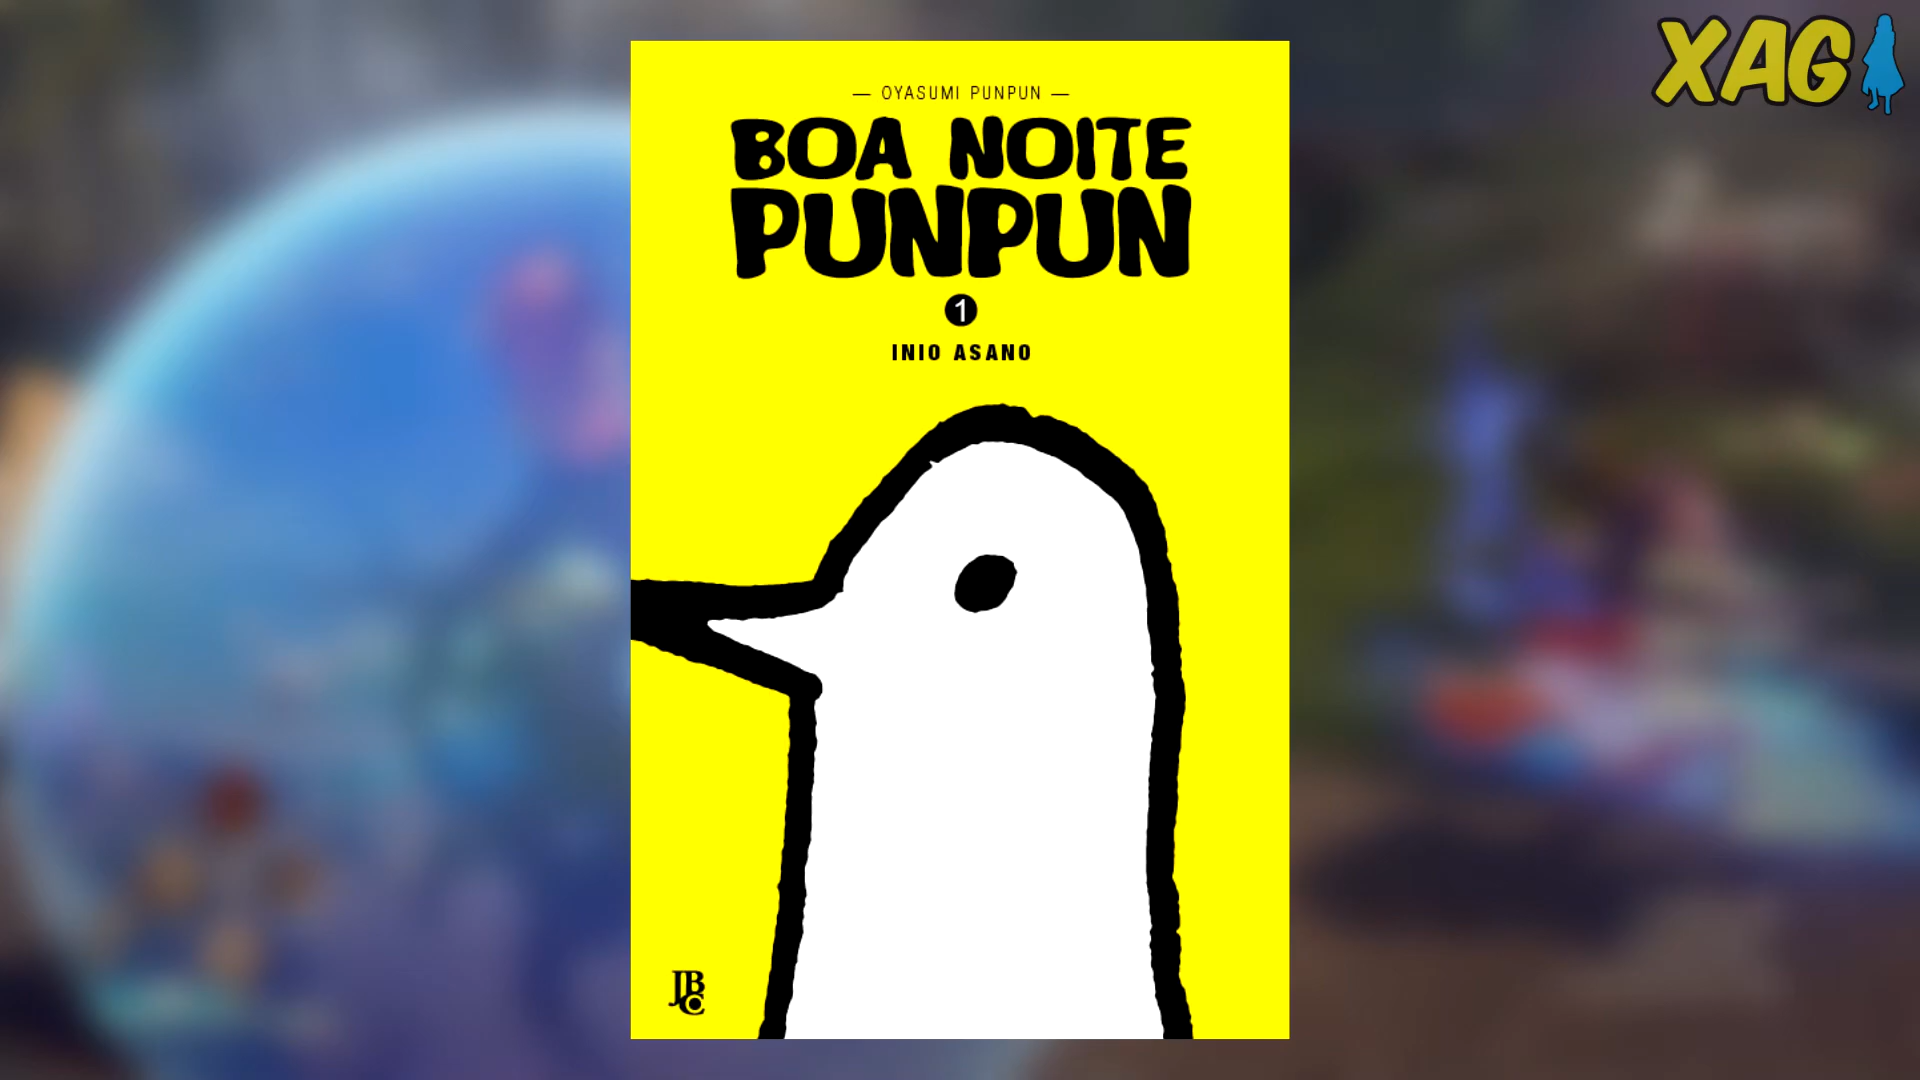 XAG
— OYASUMI PUNPUN —
BOA NOITE
PUNPUN
1
INIO ASANO
JBC